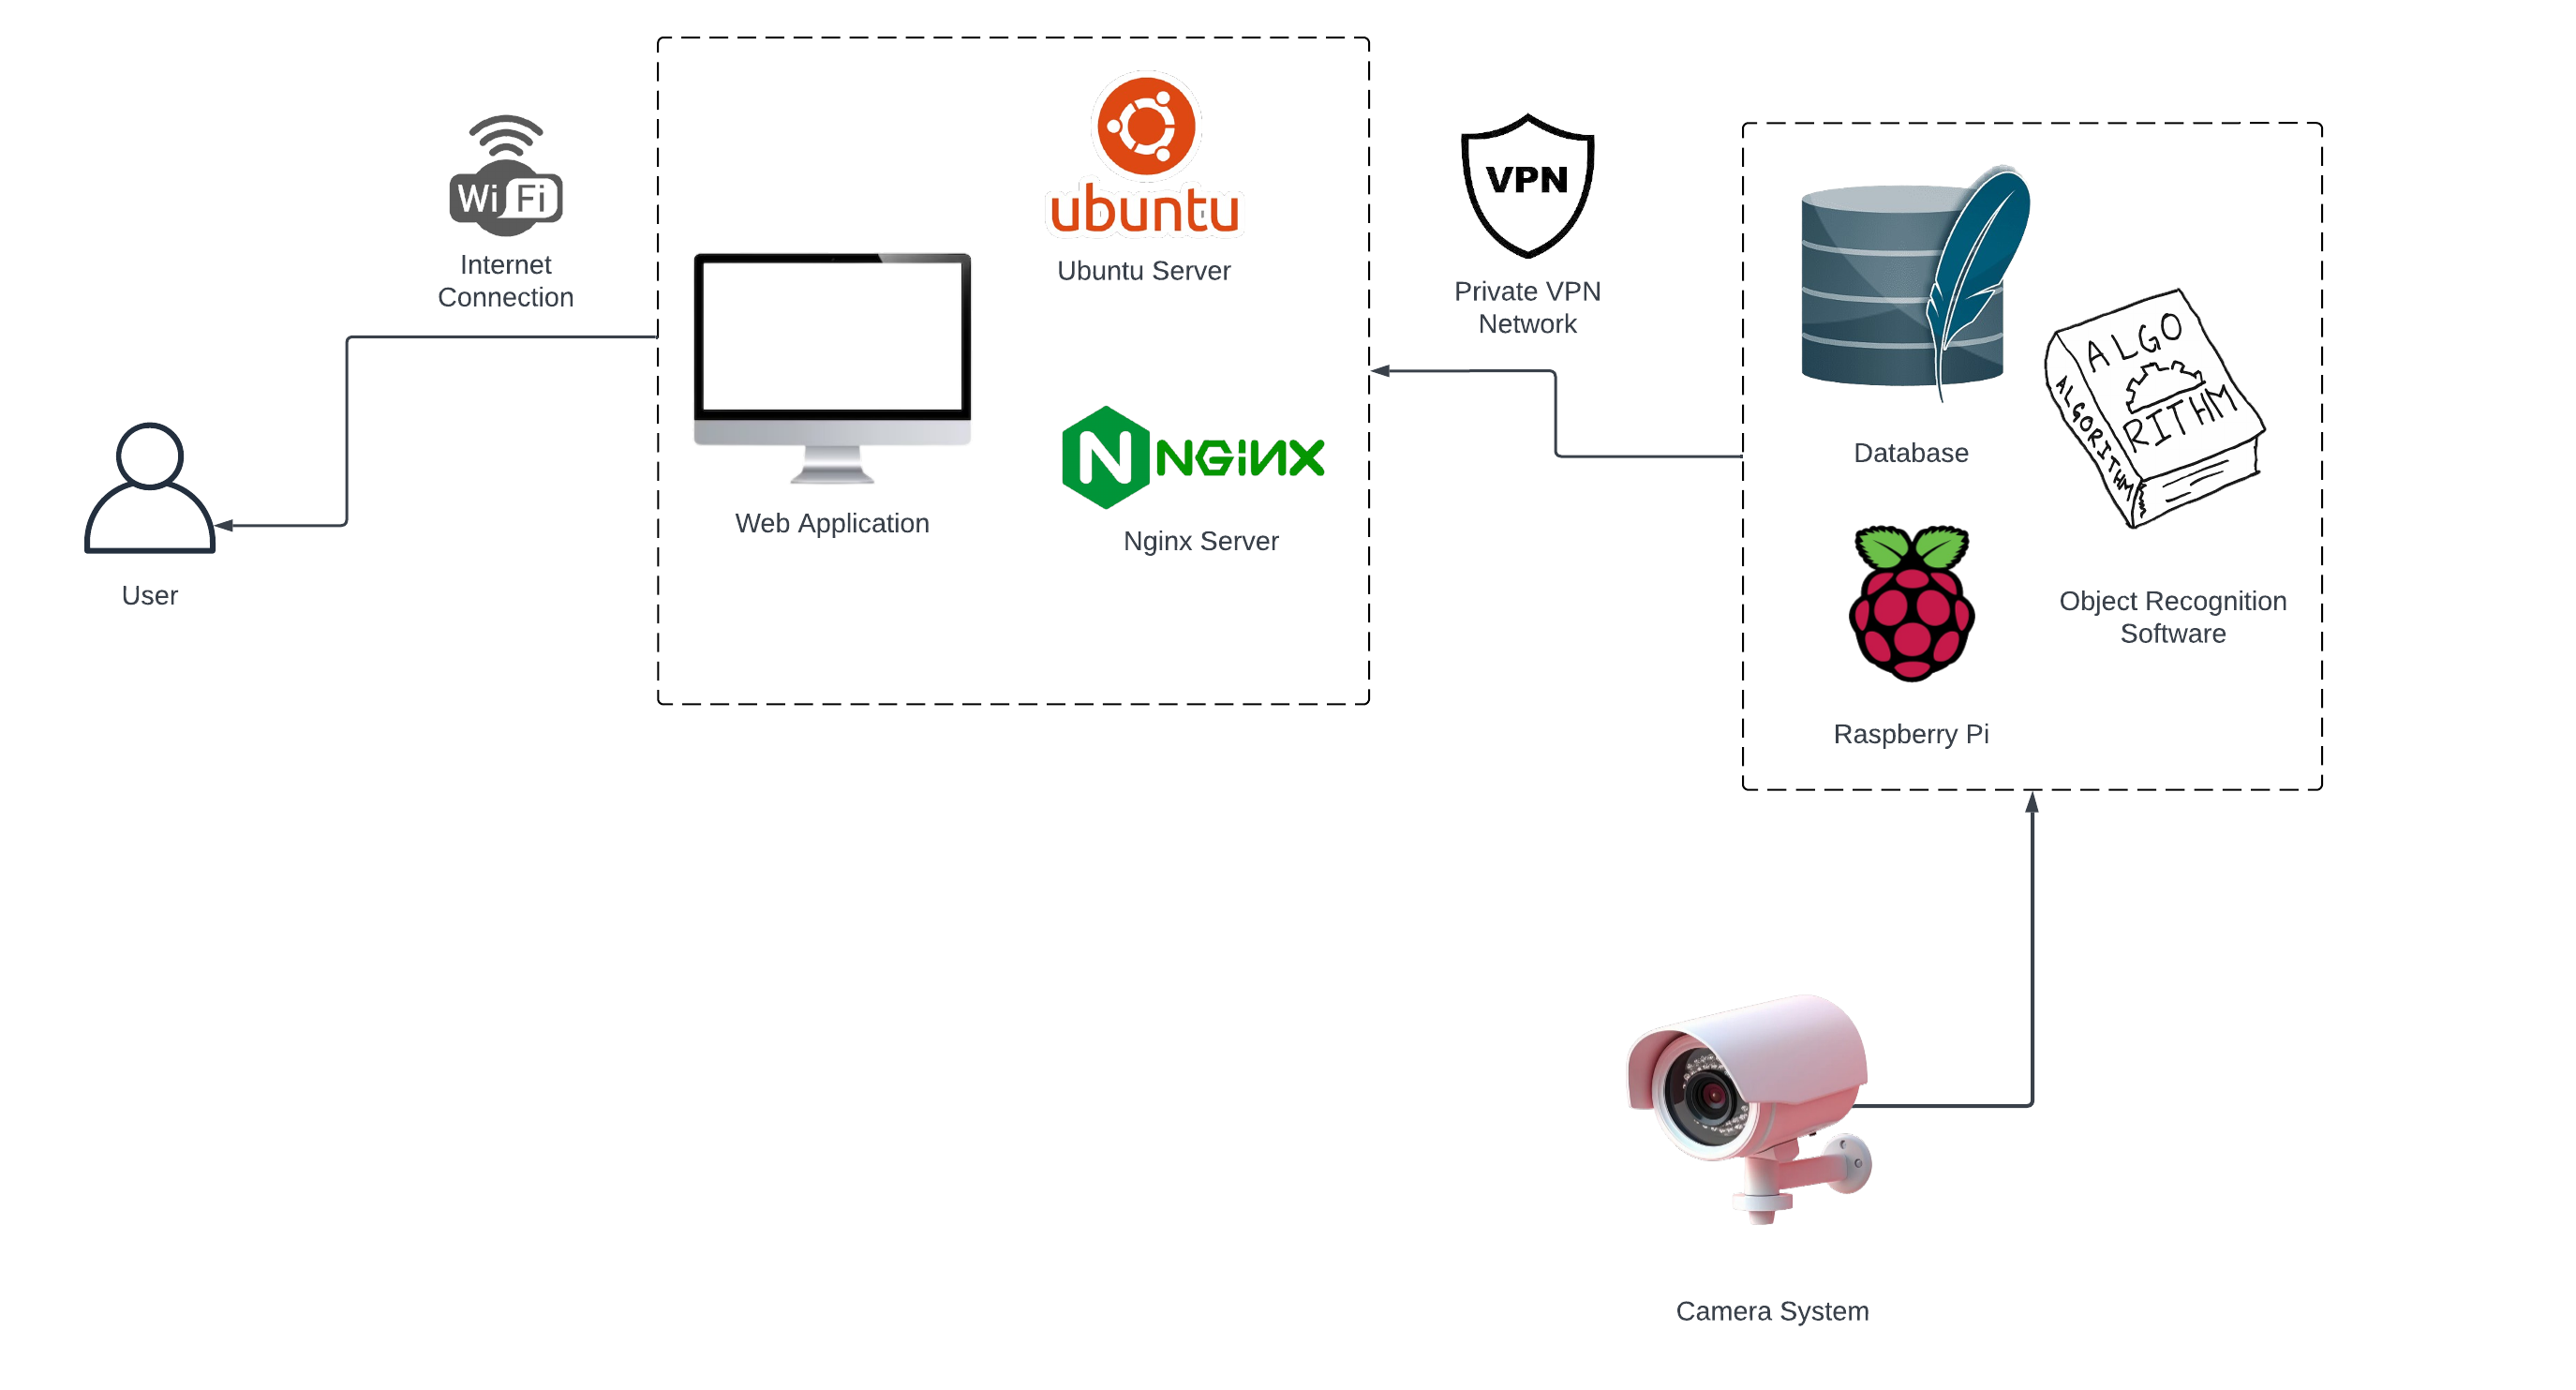 Wi Fi
Internet
Connection
User
ubuntu
Ubuntu Server
Web Application
N NGINX
Nginx Server
VPN
Private VPN
Network
Database
ALGO
RITHM
ALGORITHM
Raspberry Pi
Object Recognition
Software
Camera System